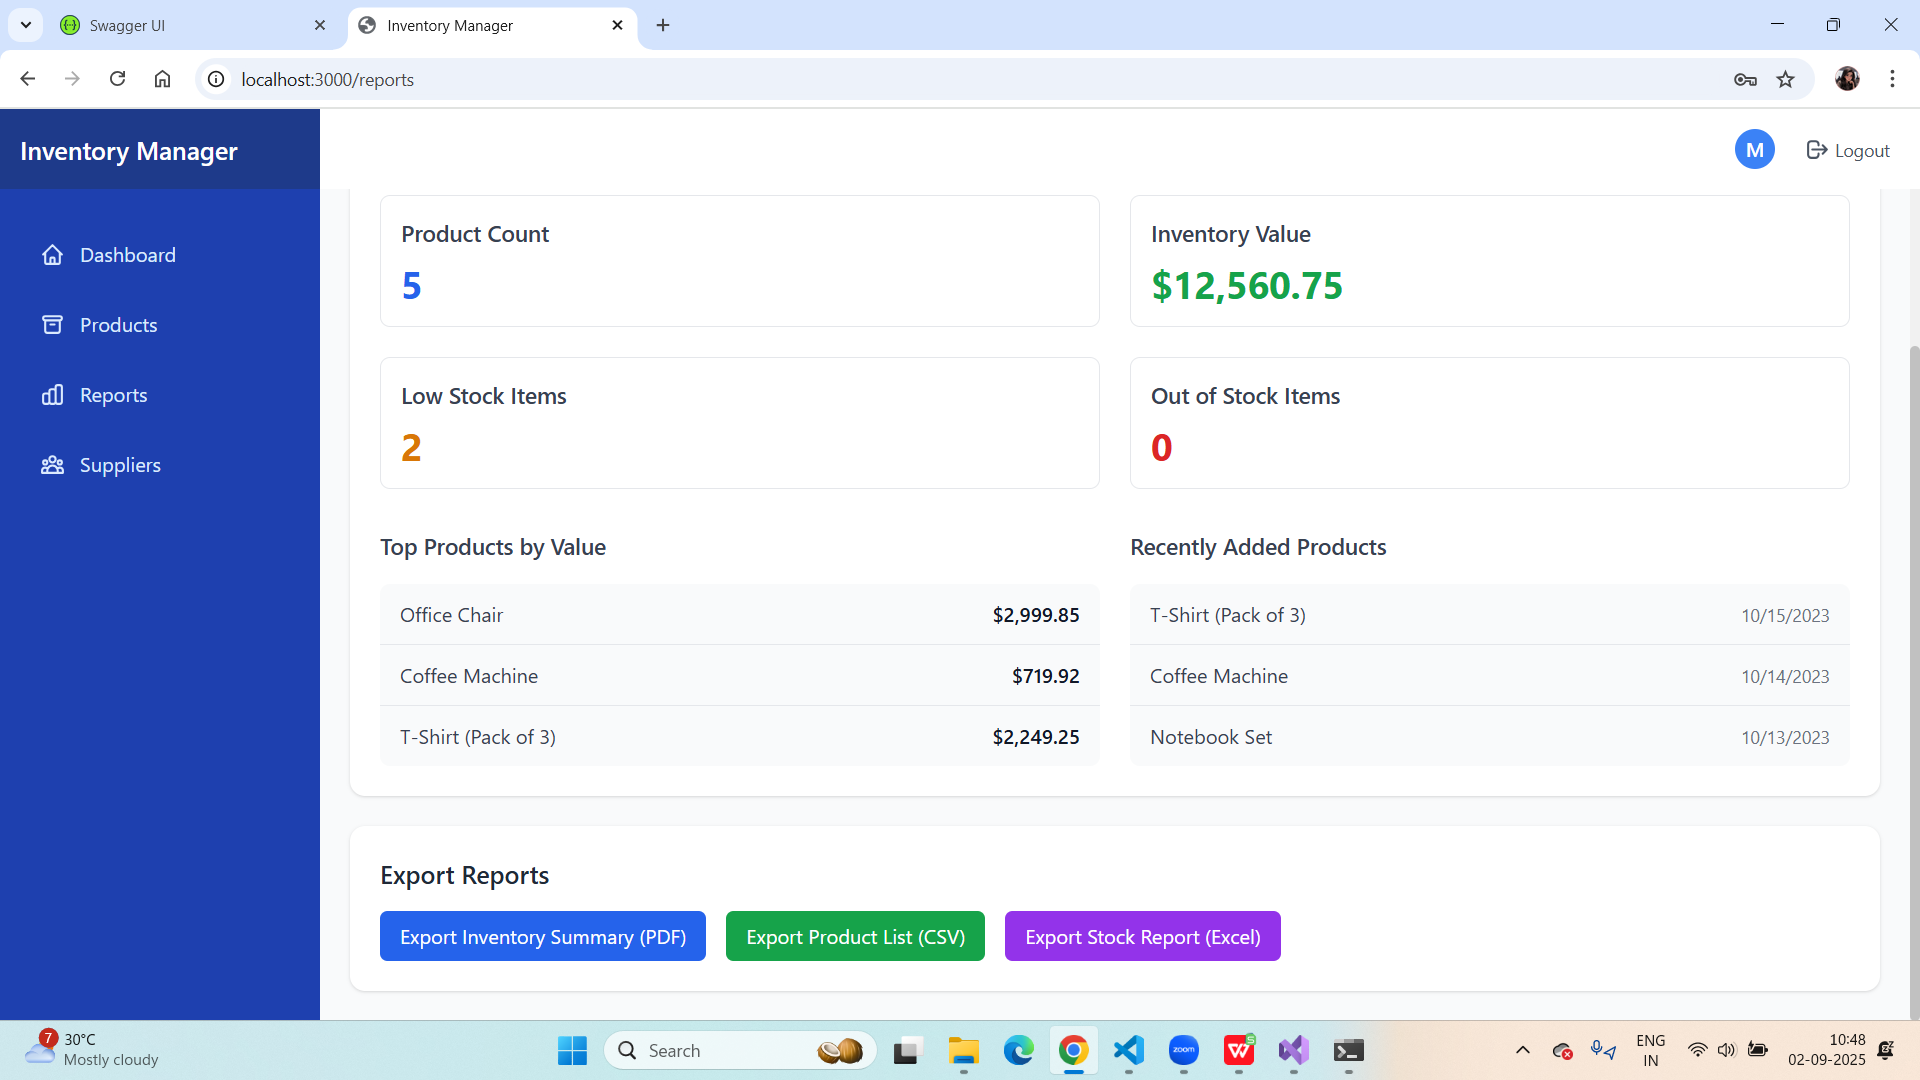 Swagger UI
Inventory Manager
localhost:3000/reports
Inventory Manager
M
Logout
Dashboard
Products
Reports
Suppliers
Product Count
5
Inventory Value
$12,560.75
Low Stock Items
2
Out of Stock Items
0
Top Products by Value
Office Chair $2,999.85
Coffee Machine $719.92
T-Shirt (Pack of 3) $2,249.25
Recently Added Products
T-Shirt (Pack of 3) 10/15/2023
Coffee Machine 10/14/2023
Notebook Set 10/13/2023
Export Reports
Export Inventory Summary (PDF)
Export Product List (CSV)
Export Stock Report (Excel)
7
30°C
Mostly cloudy
Search
zoom
W
S
ENG
IN
10:48
02-09-2025